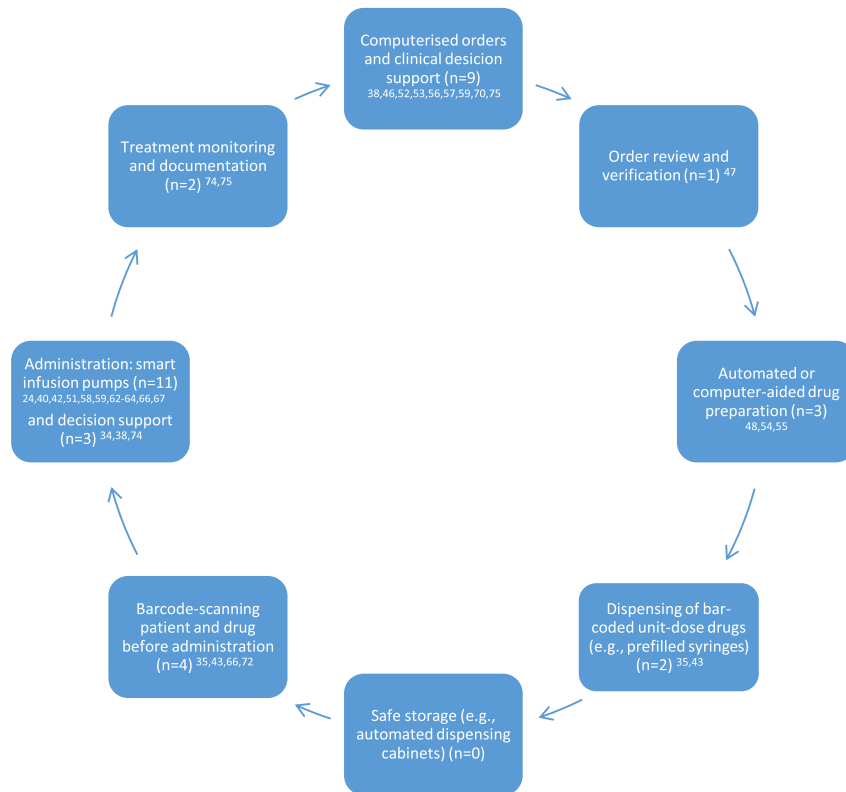 Computerised orders
and clinical desicion
support (n=9)
38,46,52,53,56,57,59,70,75
Order review and
verification (n=1) 47
Automated or
computer-aided drug
preparation (n=3)
48,54,55
Dispensing of bar-
coded unit-dose drugs
(e.g., prefilled syringes)
(n=2) 35,43
Safe storage (e.g.,
automated dispensing
cabinets) (n=0)
Barcode-scanning
patient and drug
before administration
(n=4) 35,43,66,72
Administration: smart
infusion pumps (n=11)
24,40,42,51,58,59,62-64,66,67
and decision support
(n=3) 34,38,74
Treatment monitoring
and documentation
(n=2) 74,75